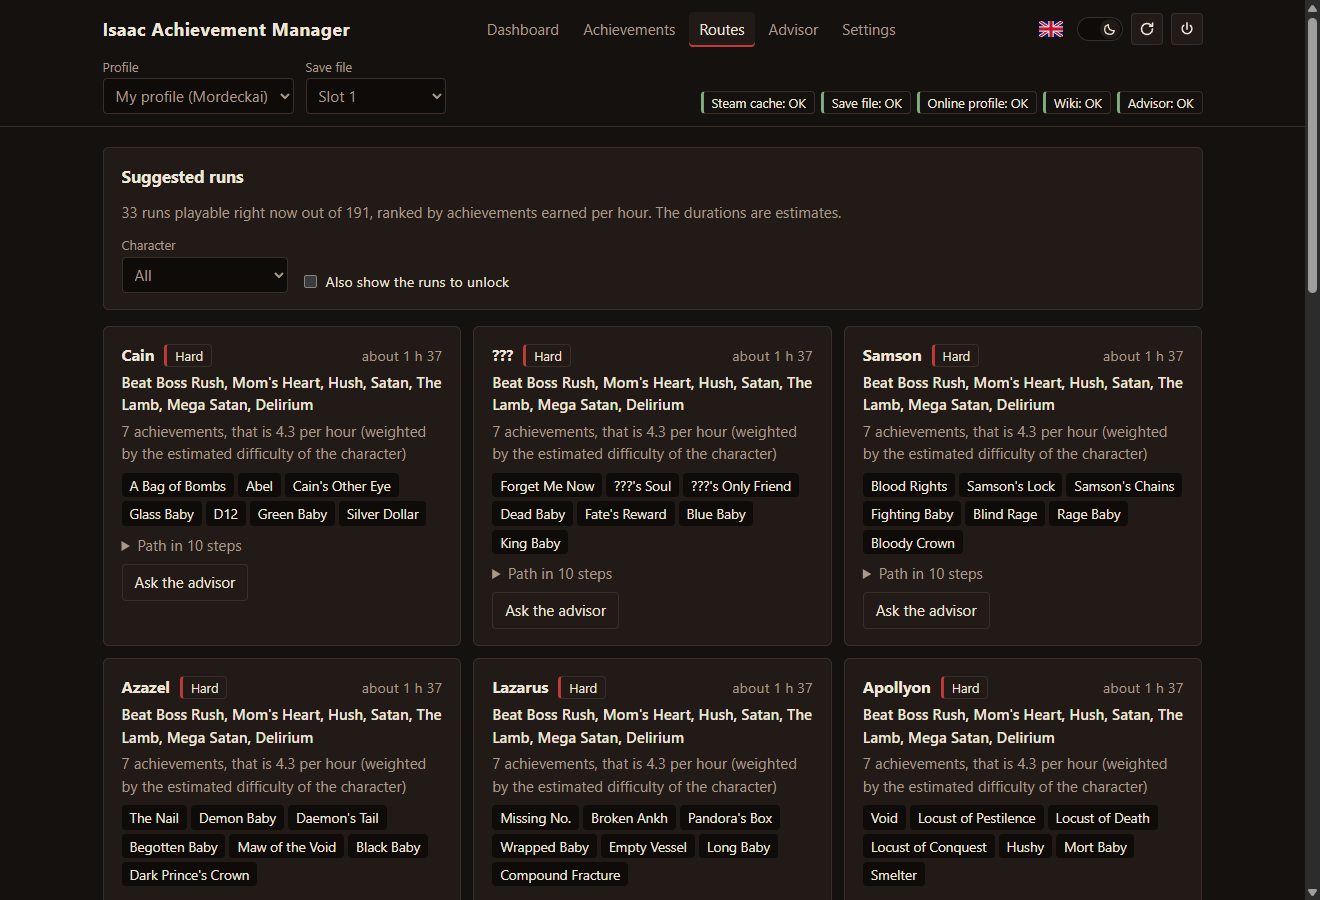 Isaac Achievement Manager
Dashboard
Achievements
Routes
Advisor
Settings
Profile
Save file
My profile (Mordeckai)
Slot 1
Steam cache: OK
Save file: OK
Online profile: OK
Wiki: OK
Advisor: OK
Suggested runs
33 runs playable right now out of 191, ranked by achievements earned per hour. The durations are estimates.
Character
All
Also show the runs to unlock
Cain
Hard
about 1 h 37
Beat Boss Rush, Mom's Heart, Hush, Satan, The
Lamb, Mega Satan, Delirium
7 achievements, that is 4.3 per hour (weighted
by the estimated difficulty of the character)
A Bag of Bombs
Abel
Cain's Other Eye
Glass Baby
D12
Green Baby
Silver Dollar
Path in 10 steps
Ask the advisor
???
Hard
about 1 h 37
Beat Boss Rush, Mom's Heart, Hush, Satan, The
Lamb, Mega Satan, Delirium
7 achievements, that is 4.3 per hour (weighted
by the estimated difficulty of the character)
Forget Me Now
???'s Soul
???'s Only Friend
Dead Baby
Fate's Reward
Blue Baby
King Baby
Path in 10 steps
Ask the advisor
Samson
Hard
about 1 h 37
Beat Boss Rush, Mom's Heart, Hush, Satan, The
Lamb, Mega Satan, Delirium
7 achievements, that is 4.3 per hour (weighted
by the estimated difficulty of the character)
Blood Rights
Samson's Lock
Samson's Chains
Fighting Baby
Blind Rage
Rage Baby
Bloody Crown
Path in 10 steps
Ask the advisor
Azazel
Hard
about 1 h 37
Beat Boss Rush, Mom's Heart, Hush, Satan, The
Lamb, Mega Satan, Delirium
7 achievements, that is 4.3 per hour (weighted
by the estimated difficulty of the character)
The Nail
Demon Baby
Daemon's Tail
Begotten Baby
Maw of the Void
Black Baby
Dark Prince's Crown
Lazarus
Hard
about 1 h 37
Beat Boss Rush, Mom's Heart, Hush, Satan, The
Lamb, Mega Satan, Delirium
7 achievements, that is 4.3 per hour (weighted
by the estimated difficulty of the character)
Missing No.
Broken Ankh
Pandora's Box
Wrapped Baby
Empty Vessel
Long Baby
Compound Fracture
Apollyon
Hard
about 1 h 37
Beat Boss Rush, Mom's Heart, Hush, Satan, The
Lamb, Mega Satan, Delirium
7 achievements, that is 4.3 per hour (weighted
by the estimated difficulty of the character)
Void
Locust of Pestilence
Locust of Death
Locust of Conquest
Hushy
Mort Baby
Smelter